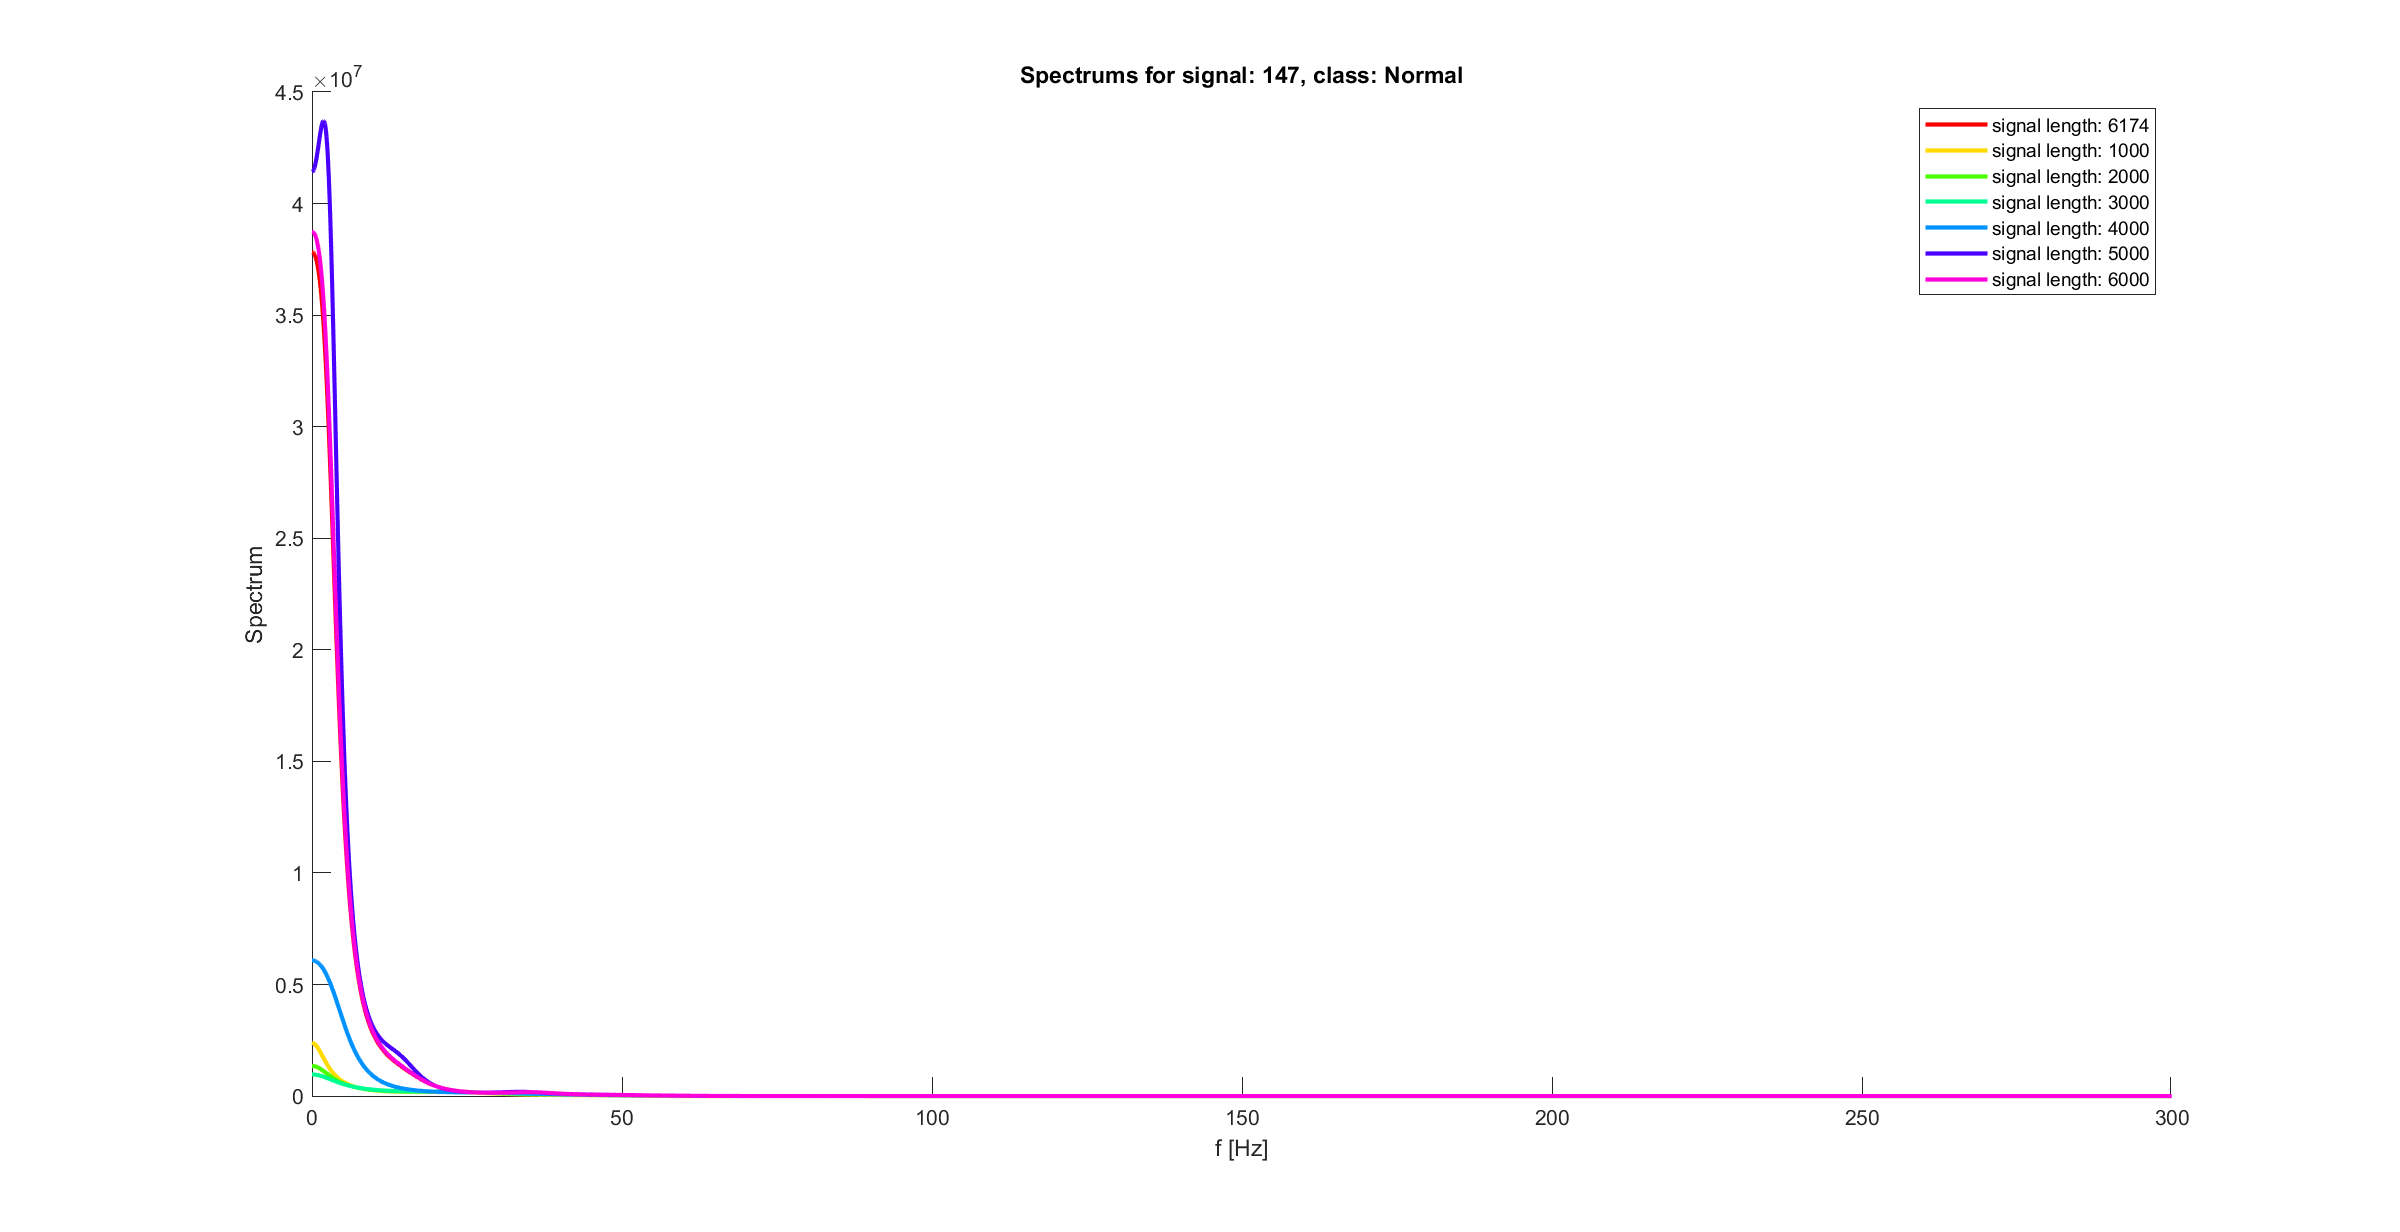 Spectrums for signal: 147, class: Normal
×10^7
4.5
4
3.5
3
2.5
2
1.5
1
0.5
0
Spectrum
0 50 100 150 200 250 300
f [Hz]
signal length: 6174
signal length: 1000
signal length: 2000
signal length: 3000
signal length: 4000
signal length: 5000
signal length: 6000